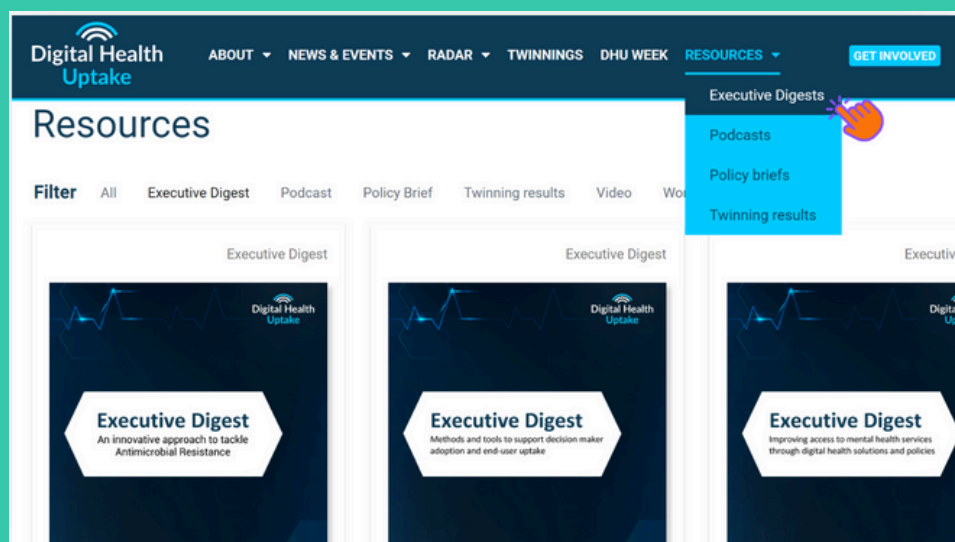 Digital Health
Uptake
ABOUT NEWS & EVENTS RADAR TWINNINGS DHU WEEK RESOURCES GET INVOLVED
Executive Digests
Podcasts
Policy briefs
Twinning results
Resources
Filter All Executive Digest Podcast Policy Brief Twinning results Video
Executive Digest
Digital Health
Uptake
Executive Digest
An innovative approach to tackle
Antimicrobial Resistance
Executive Digest
Digital Health
Uptake
Executive Digest
Methods and tools to support decision maker
adoption and end-user uptake
Executive Digest
Improving access to mental health services
through digital health solutions and policies